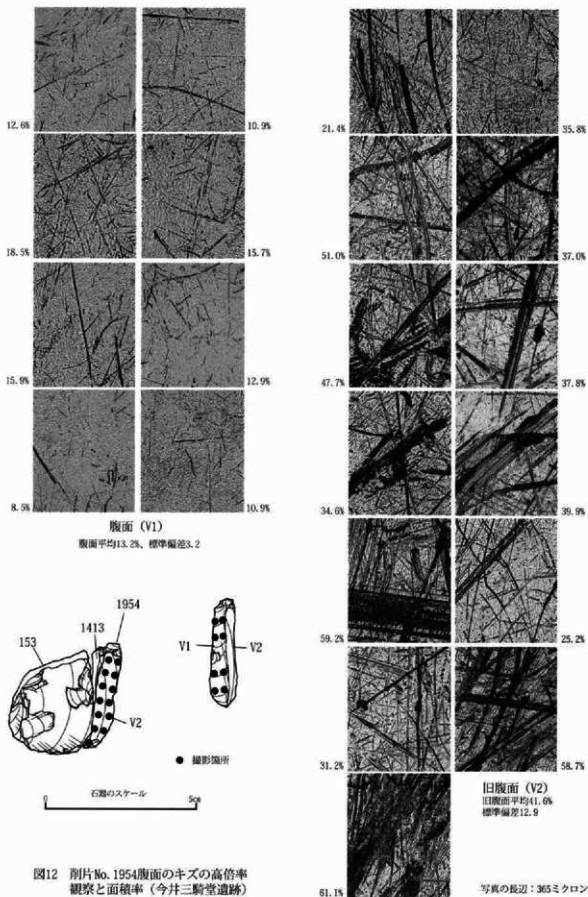 12.6%
10.9%
18.5%
15.7%
15.9%
12.9%
8.5%
10.9%
腹面 (V1)
腹面平均13.2%、標準偏差3.2
153
1413
1954
V2
V1
V2
● 撮影箇所
石器のスケール
0
5cm
図12 削片No.1954腹面のキズの高倍率
観察と面積率(今井三騎堂遺跡)
21.4%
35.8%
51.0%
37.0%
47.7%
37.8%
34.6%
39.9%
59.2%
25.2%
31.2%
58.7%
61.1%
旧腹面 (V2)
旧腹面平均41.6%
標準偏差12.9
写真の長辺:365ミクロン